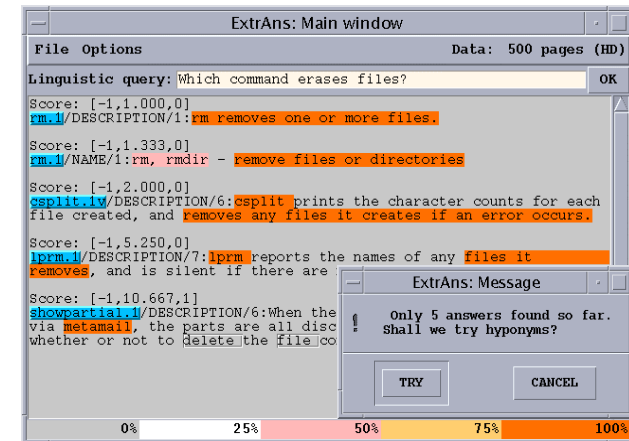 ExtrAns: Main window
File Options Data: 500 pages (HD)
Linguistic query: Which command erases files? OK
Score: [-1,1.000,0]
rm.1/DESCRIPTION/1:rm removes one or more files.
Score: [-1,1.333,0]
rm.1/NAME/1:rm, rmdir - remove files or directories
Score: [-1,2.000,0]
csplit.1v/DESCRIPTION/6:csplit prints the character counts for each
file created, and removes any files it creates if an error occurs.
Score: [-1,5.250,0]
lprm.1/DESCRIPTION/7:lprm reports the names of any files it
removes, and is silent if there are
Score: [-1,10.667,1]
showpartial.1/DESCRIPTION/6:When the
via metamail, the parts are all disc
whether or not to delete the file co
ExtrAns: Message
! Only 5 answers found so far.
Shall we try hyponyms?
TRY CANCEL
0% 25% 50% 75% 100%